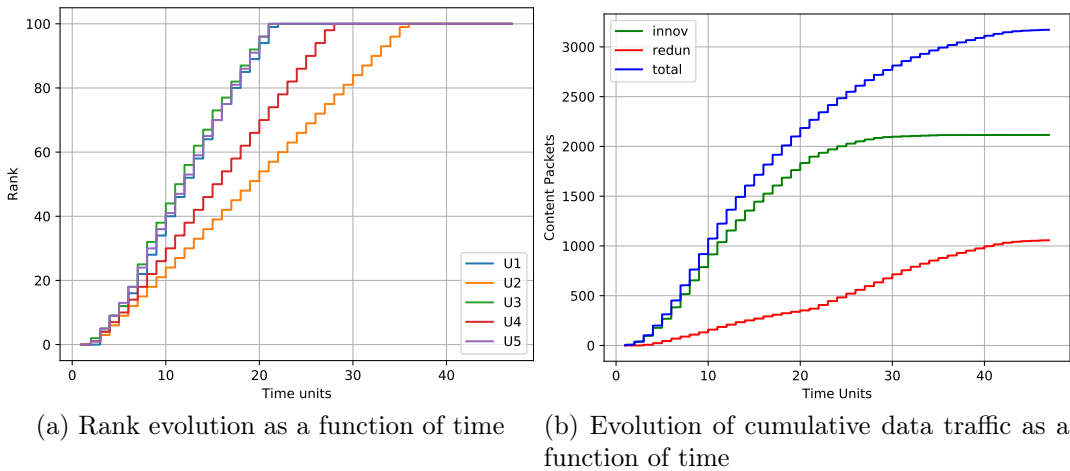 100
80
60
40
20
0
Rank
0
10
20
30
40
Time units
U1
U2
U3
U4
U5
(a) Rank evolution as a function of time
3000
2500
2000
1500
1000
500
0
Content Packets
0
10
20
30
40
Time Units
innov
redun
total
(b) Evolution of cumulative data traffic as a
function of time